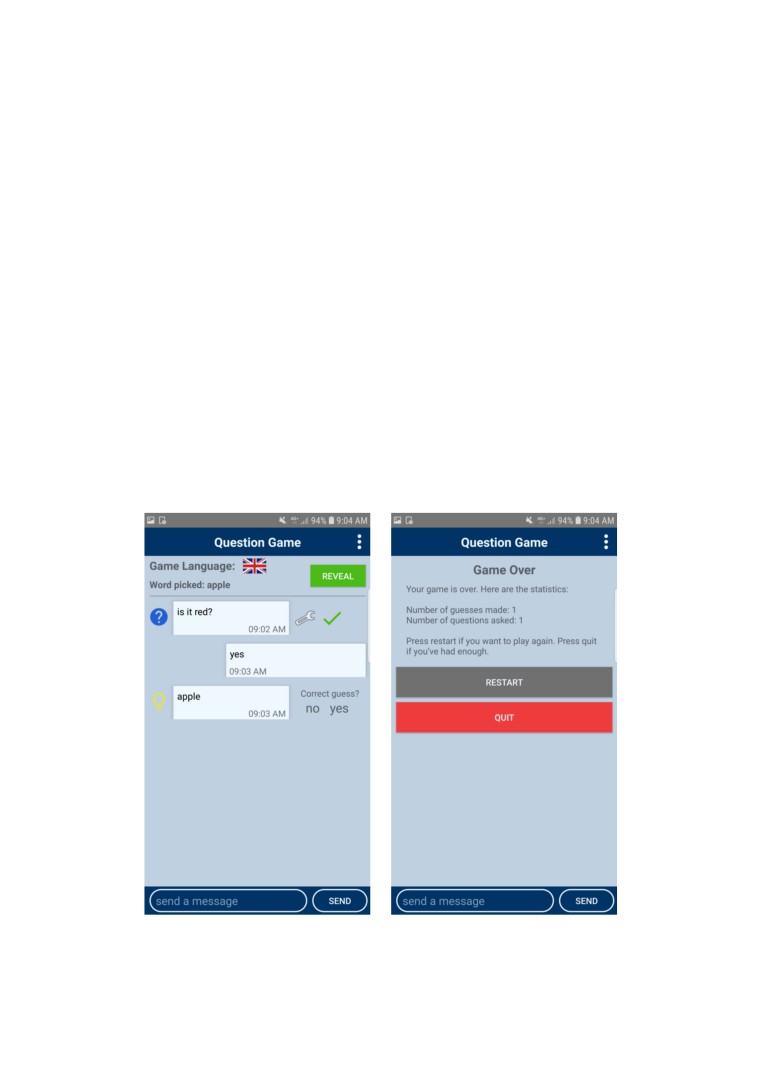 94% 9:04 AM
Question Game
Game Language:
REVEAL
Word picked: apple
?
is it red?
09:02 AM
yes
09:03 AM
apple
Correct guess?
09:03 AM
no yes
send a message
SEND
94% 9:04 AM
Question Game
Game Over
Your game is over. Here are the statistics:
Number of guesses made: 1
Number of questions asked: 1
Press restart if you want to play again. Press quit
if you've had enough.
RESTART
QUIT
send a message
SEND